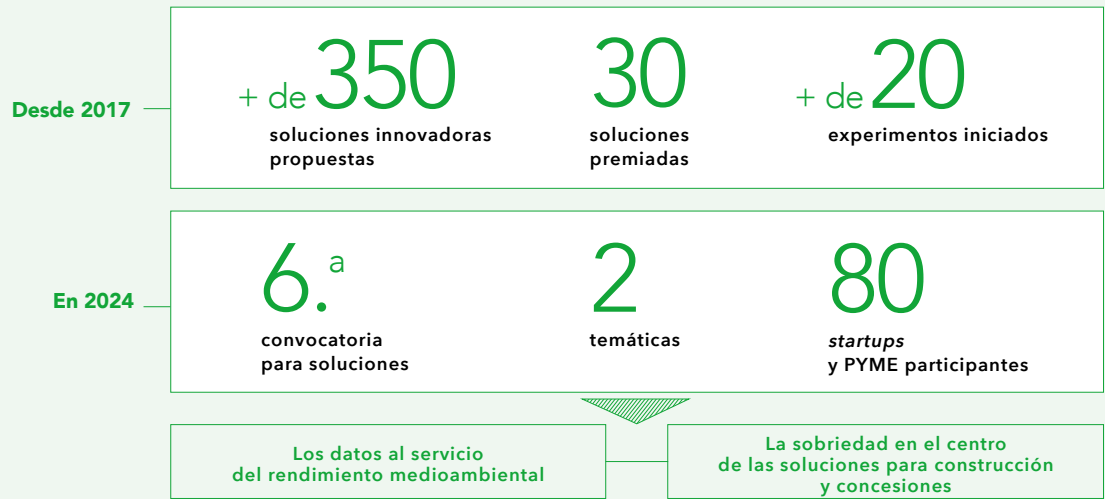 Desde 2017
+ de 350
soluciones innovadoras
propuestas
30
soluciones
premiadas
+ de 20
experimentos iniciados
En 2024
6.ª
convocatoria
para soluciones
2
temáticas
80
startups
y PYME participantes
Los datos al servicio
del rendimiento medioambiental
La sobriedad en el centro
de las soluciones para construcción
y concesiones